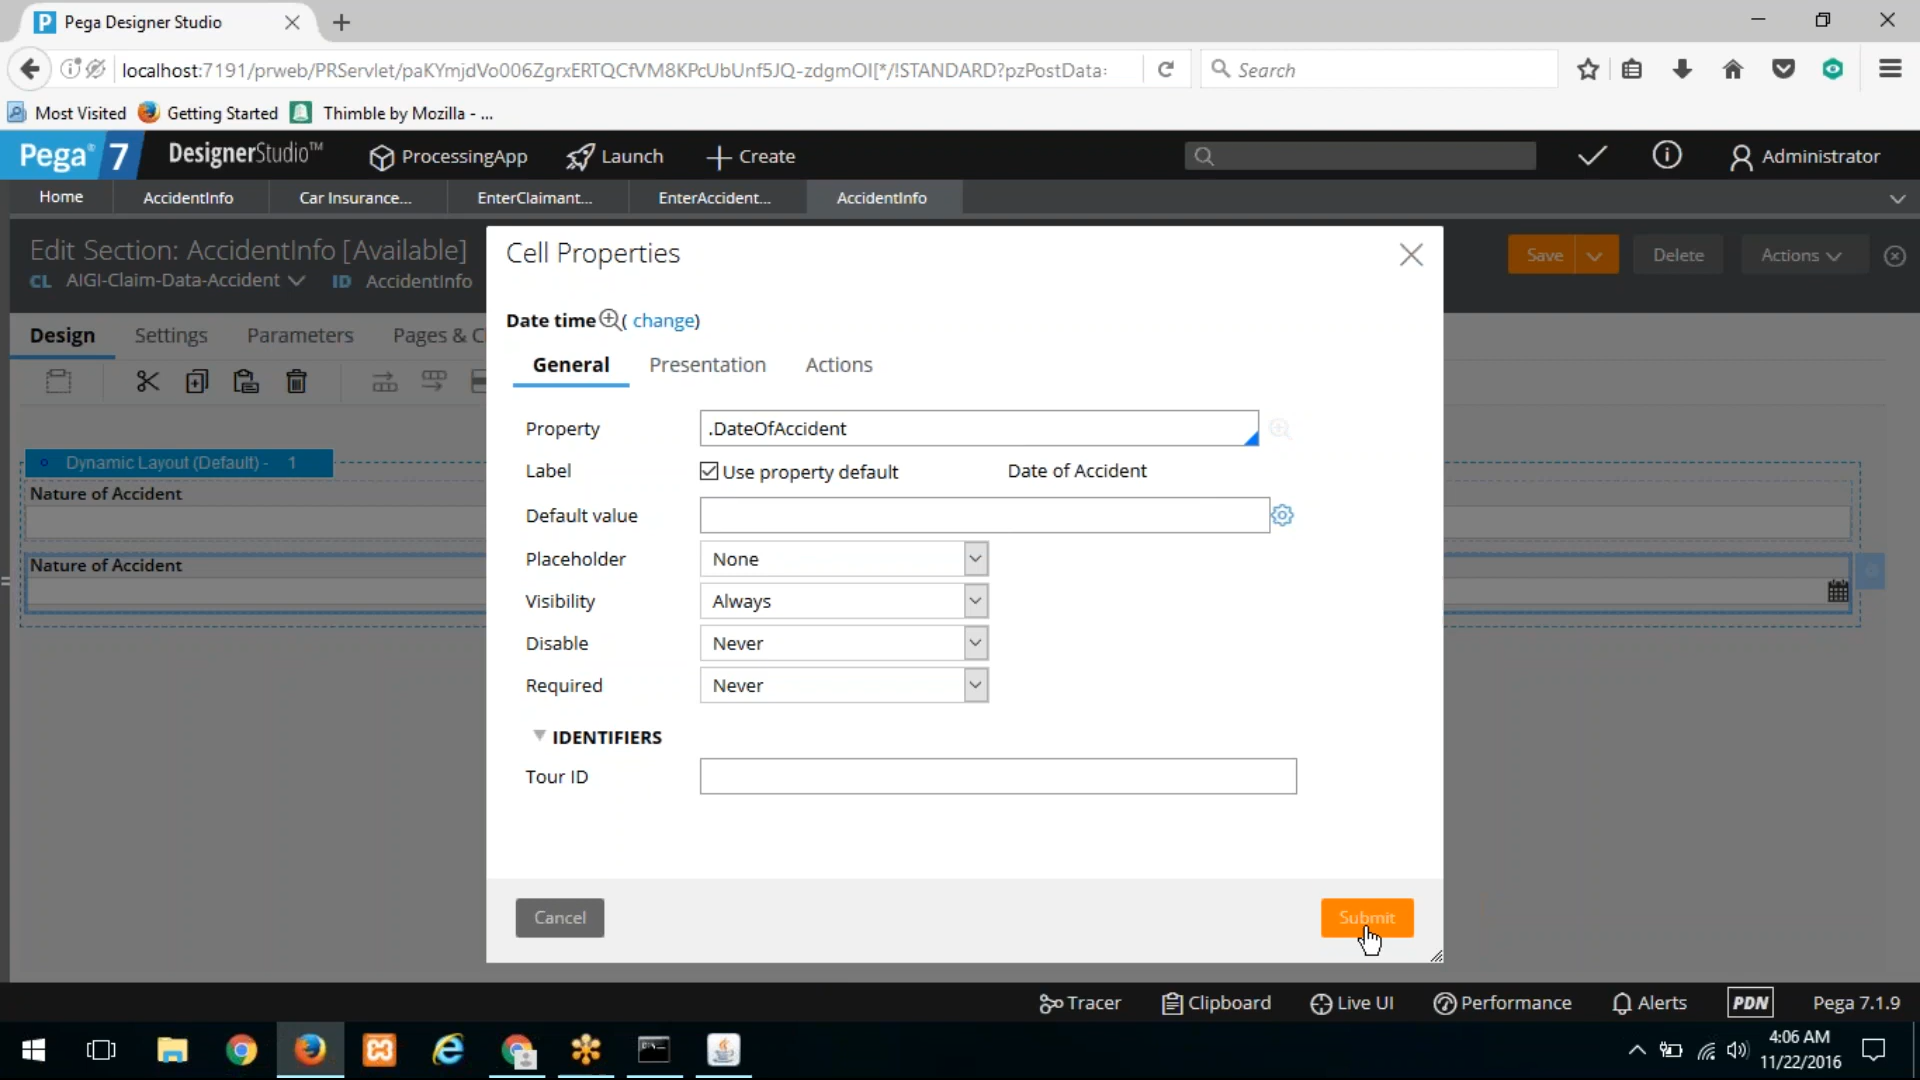 Pega Designer Studio
localhost:7191/prweb/PRServlet/paKYmjdVo006ZgrxERTQCfVM8KPcUbUnf5JQ-zdgmOI[*/!STANDARD?pzPostData:
Search
Most Visited Getting Started Thimble by Mozilla - ...
Pega® 7 DesignerStudio™ ProcessingApp Launch Create Administrator
Home AccidentInfo Car Insurance... EnterClaimant... EnterAccident... AccidentInfo
Edit Section: AccidentInfo [Available]
CL AIGI-Claim-Data-Accident ID AccidentInfo
Save Delete Actions
Design Settings Parameters Pages & C
Dynamic Layout (Default) - 1
Nature of Accident
Nature of Accident
Cell Properties
Date time ( change)
General Presentation Actions
Property .DateOfAccident
Label Use property default Date of Accident
Default value
Placeholder None
Visibility Always
Disable Never
Required Never
IDENTIFIERS
Tour ID
Cancel Submit
Tracer Clipboard Live UI Performance Alerts PDN Pega 7.1.9
4:06 AM
11/22/2016